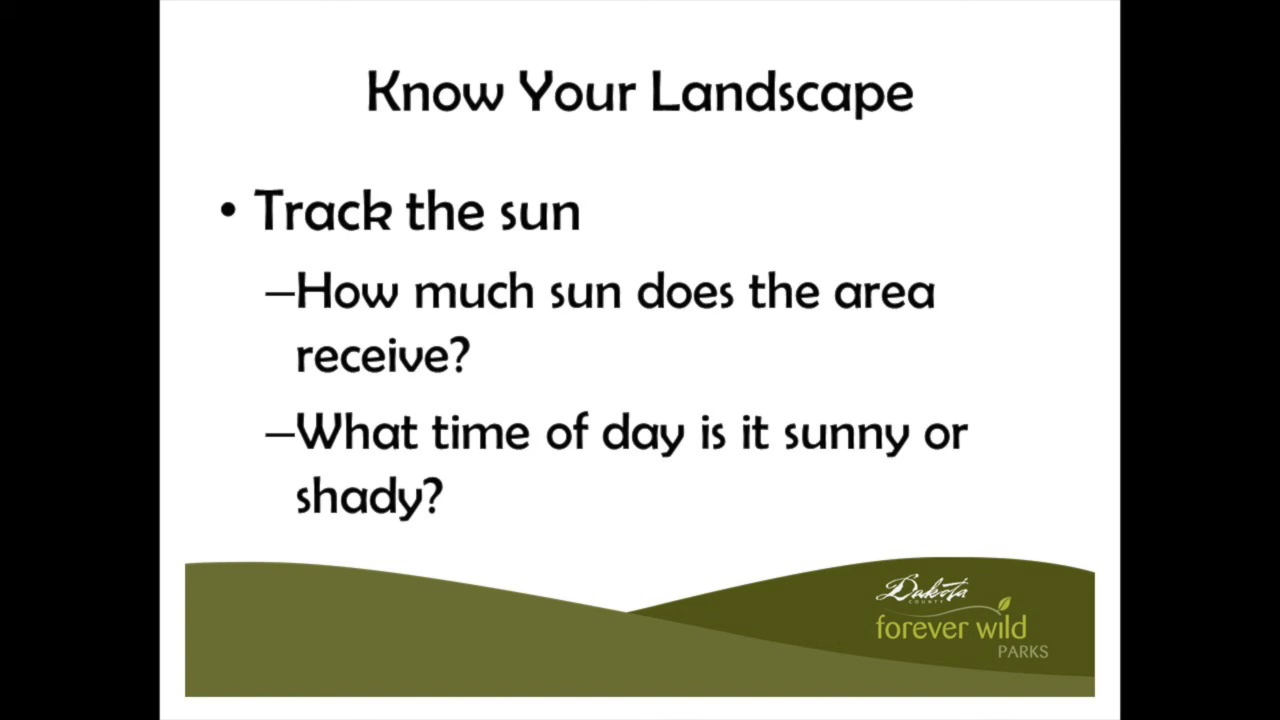 Know Your Landscape
• Track the sun
–How much sun does the area
receive?
–What time of day is it sunny or
shady?
Dakota
COUNTY
forever wild
PARKS